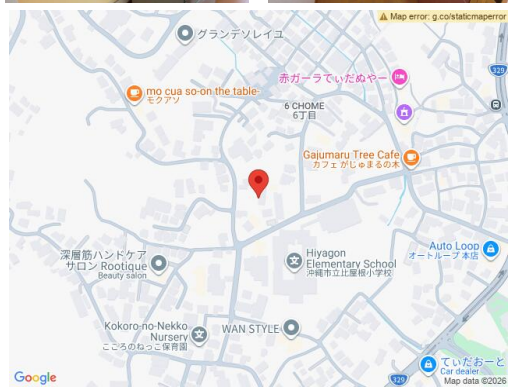 Map error: g.co/staticmaperror
グランデソレイユ
329
赤ガーラてぃだぬやー
mo cua so-on the table-
モクアソ
6 CHOME
6丁目
Gajumaru Tree Cafe
カフェ がじゅまるの木
Auto Loop
オートループ 本店
深層筋ハンドケア
サロン Rootique
Beauty salon
Hiyagon
Elementary School
沖縄市立比屋根小学校
Kokoro-no-Nekko
Nursery
こころのねっこ保育園
WAN STYLE
てぃだおーと
Car dealer
329
Google
Map data ©2026